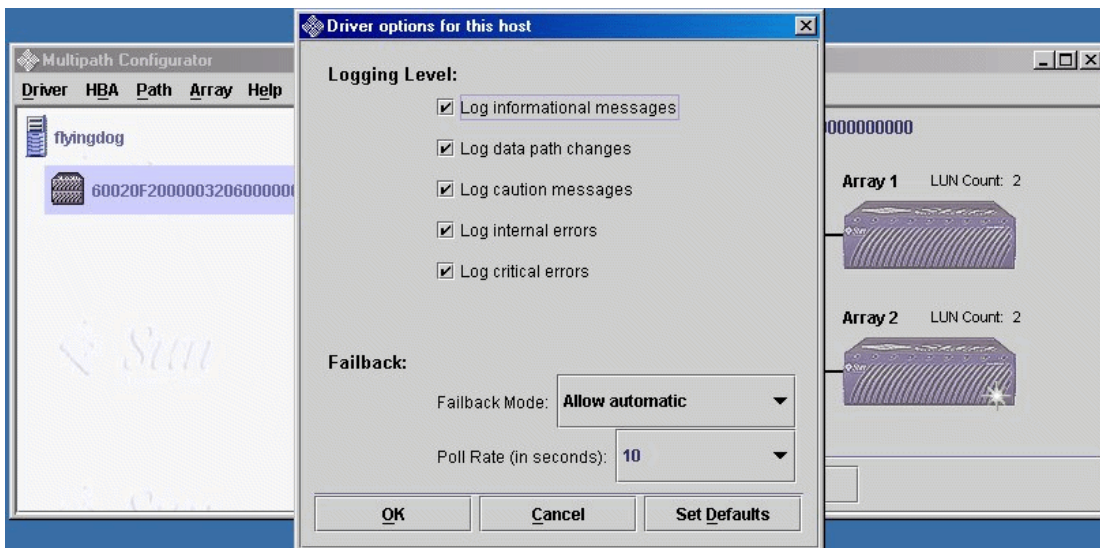 Driver options for this host
Multipath Configurator
Driver HBA Path Array Help
flyingdog
60020F20000032060000000
Logging Level:
Log informational messages
Log data path changes
Log caution messages
Log internal errors
Log critical errors
Failback:
Failback Mode: Allow automatic
Poll Rate (in seconds): 10
OK Cancel Set Defaults
0000000000
Array 1 LUN Count: 2
Array 2 LUN Count: 2
Sun